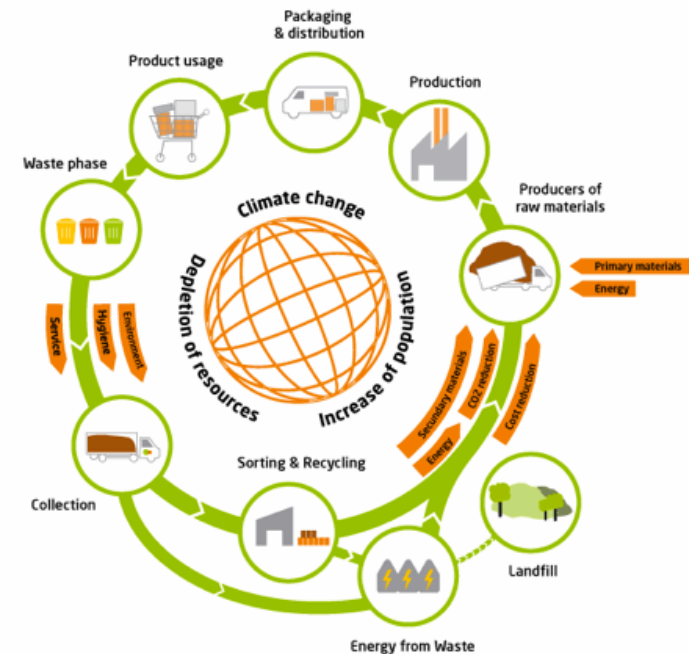 Packaging
& distribution
Product usage
Production
Waste phase
Producers of
raw materials
Climate change
Depletion of resources
Increase of population
Primary materials
Energy
Service
Hygiene
Environment
Secundary materials
Energy
CO2 reduction
Cost reduction
Collection
Sorting & Recycling
Landfill
Energy from Waste